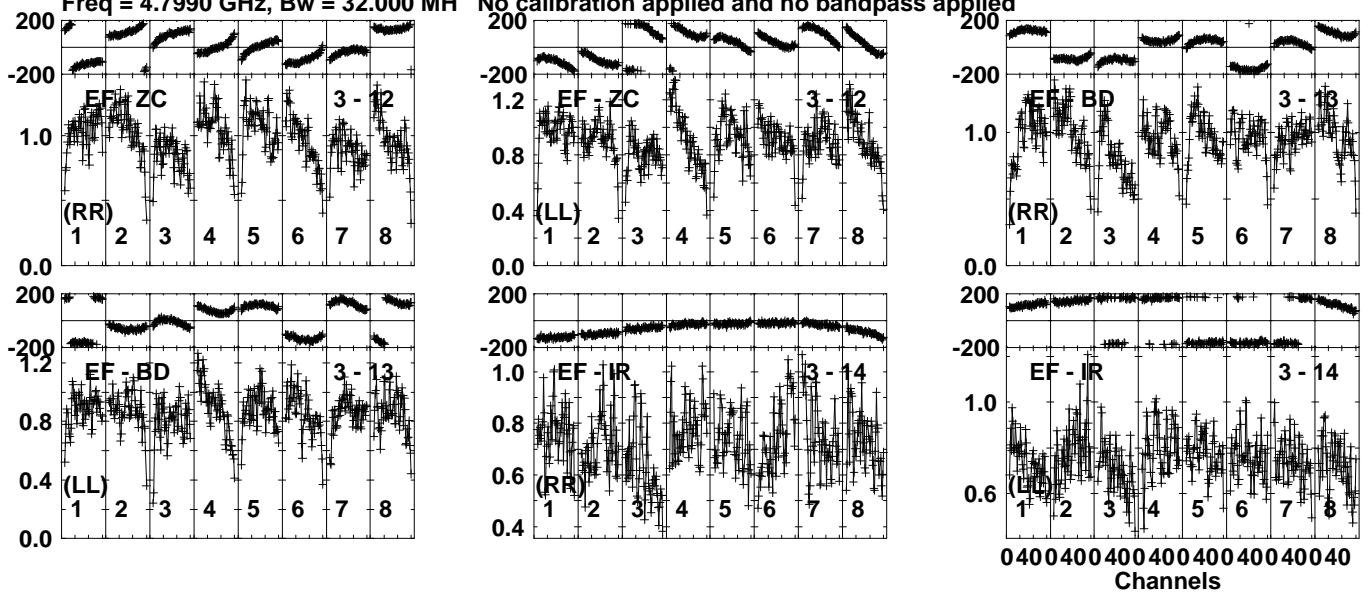 Freq = 4.7990 GHz, Bw = 32.000 MH No calibration applied and no bandpass applied
200
-200
EF - ZC 3 - 12
1.0
(RR)
1 2 3 4 5 6 7 8
0.0
200
-200
EF - ZC 3 - 12
1.2
0.8
0.4
(LL)
1 2 3 4 5 6 7 8
0.0
200
-200
EF - BD 3 - 13
1.0
(RR)
1 2 3 4 5 6 7 8
0.0
200
-200
1.2
EF - BD 3 - 13
0.8
0.4
(LL)
1 2 3 4 5 6 7 8
0.0
200
-200
EF - IR 3 - 14
1.0
0.8
0.6
(RR)
1 2 3 4 5 6 7 8
0.4
200
-200
EF - IR 3 - 14
1.0
0.6
(LL)
1 2 3 4 5 6 7 8
0 40 0 40 0 40 0 40 0 40 0 40 0 40 0 40
Channels